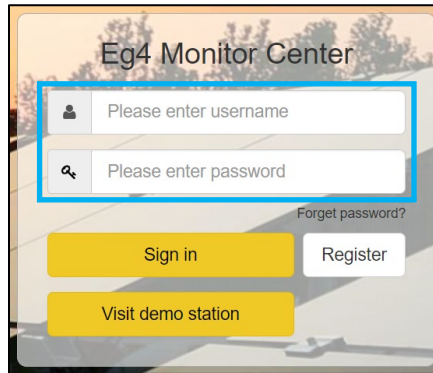 Eg4 Monitor Center
Please enter username
Please enter password
Forget password?
Sign in Register
Visit demo station